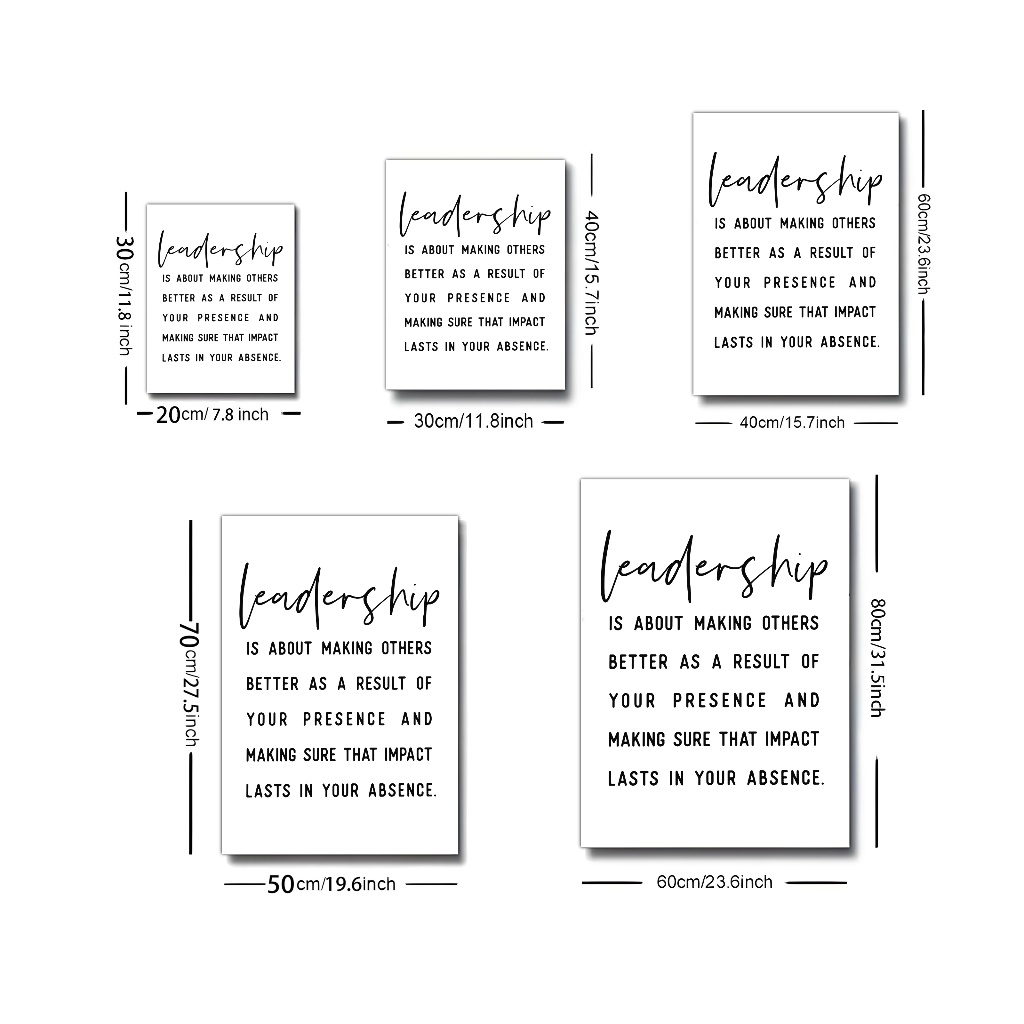 leadership
IS ABOUT MAKING OTHERS
BETTER AS A RESULT OF
YOUR PRESENCE AND
MAKING SURE THAT IMPACT
LASTS IN YOUR ABSENCE.
30cm/11.8 inch
20cm/ 7.8 inch
leadership
IS ABOUT MAKING OTHERS
BETTER AS A RESULT OF
YOUR PRESENCE AND
MAKING SURE THAT IMPACT
LASTS IN YOUR ABSENCE.
40cm/15.7inch
30cm/11.8inch
leadership
IS ABOUT MAKING OTHERS
BETTER AS A RESULT OF
YOUR PRESENCE AND
MAKING SURE THAT IMPACT
LASTS IN YOUR ABSENCE.
60cm/23.6inch
40cm/15.7inch
leadership
IS ABOUT MAKING OTHERS
BETTER AS A RESULT OF
YOUR PRESENCE AND
MAKING SURE THAT IMPACT
LASTS IN YOUR ABSENCE.
70cm/27.5inch
50cm/19.6inch
leadership
IS ABOUT MAKING OTHERS
BETTER AS A RESULT OF
YOUR PRESENCE AND
MAKING SURE THAT IMPACT
LASTS IN YOUR ABSENCE.
80cm/31.5inch
60cm/23.6inch